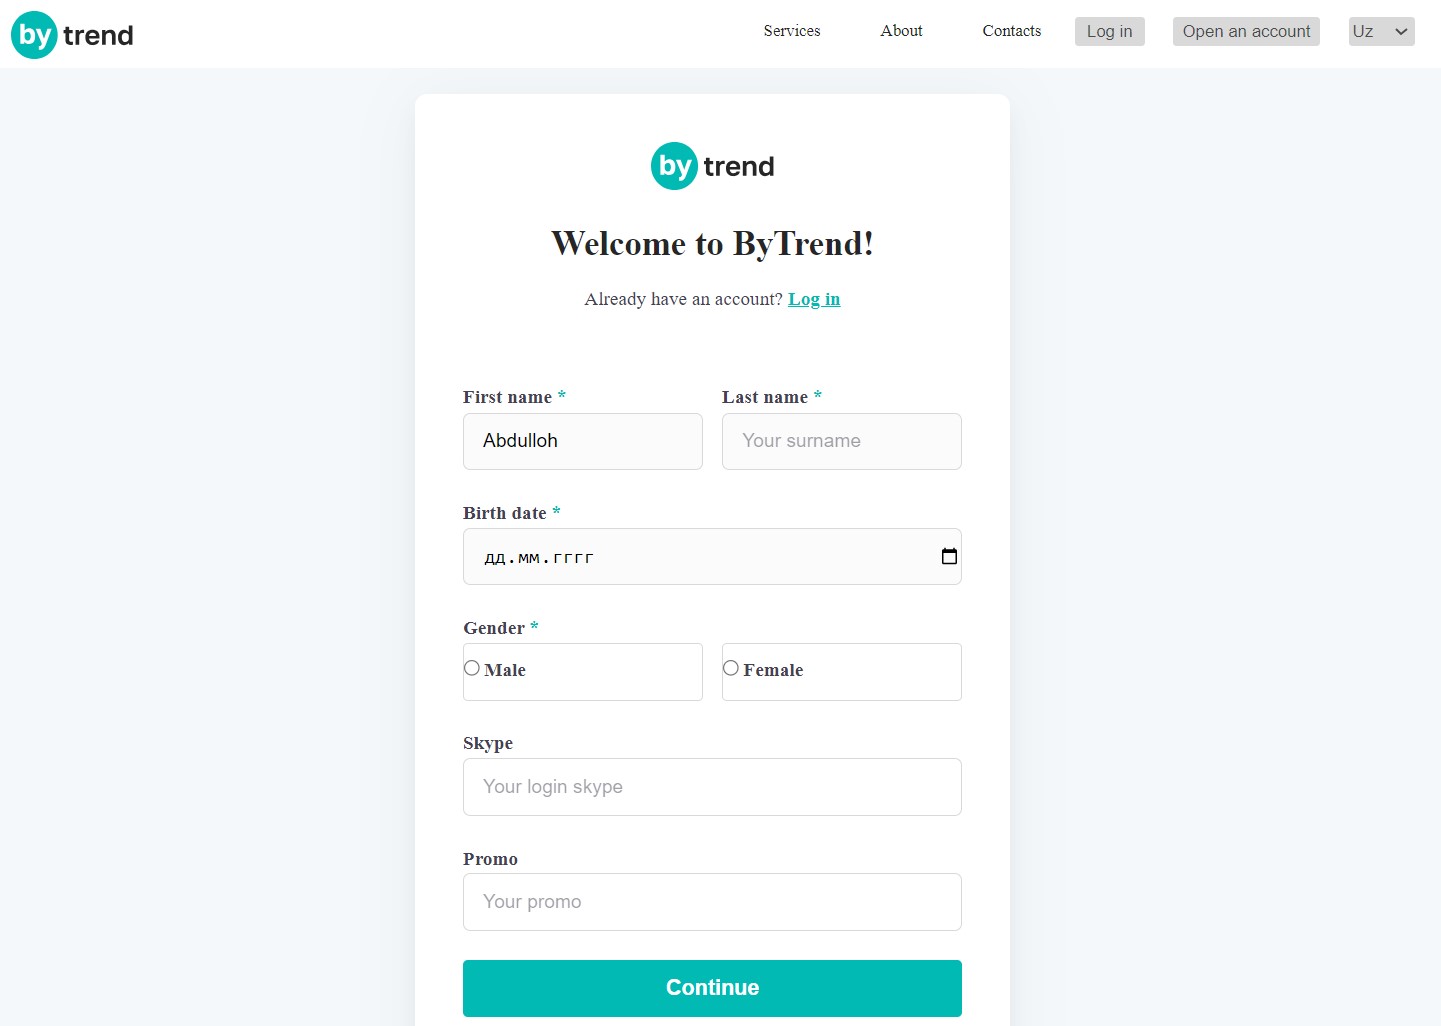 by trend Services About Contacts Log in Open an account Uz
by trend
Welcome to ByTrend!
Already have an account? Log in
First name * Last name *
Abdulloh Your surname
Birth date *
дд.мм.гггг
Gender *
Male Female
Skype
Your login skype
Promo
Your promo
Continue